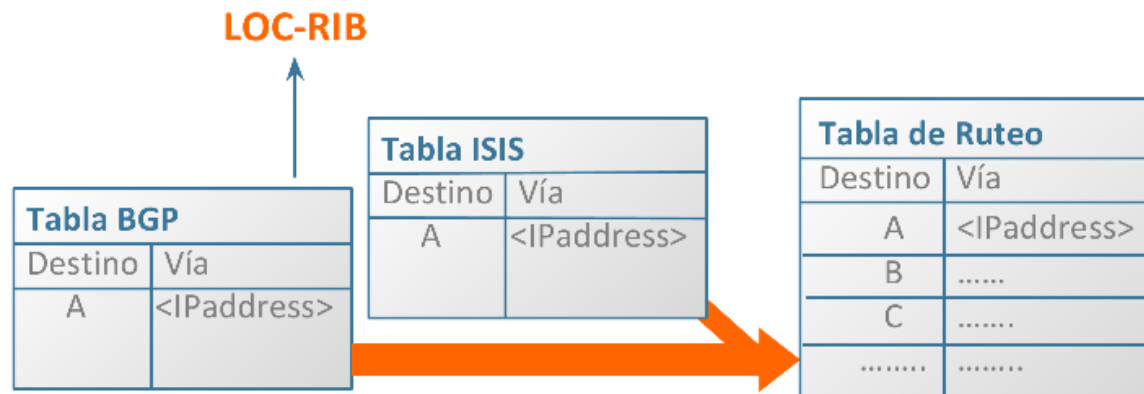 LOC-RIB
Tabla BGP
Destino Vía
A <IPaddress>
Tabla ISIS
Destino Vía
A <IPaddress>
Tabla de Ruteo
Destino Vía
A <IPaddress>
B ......
C .......
........ ........